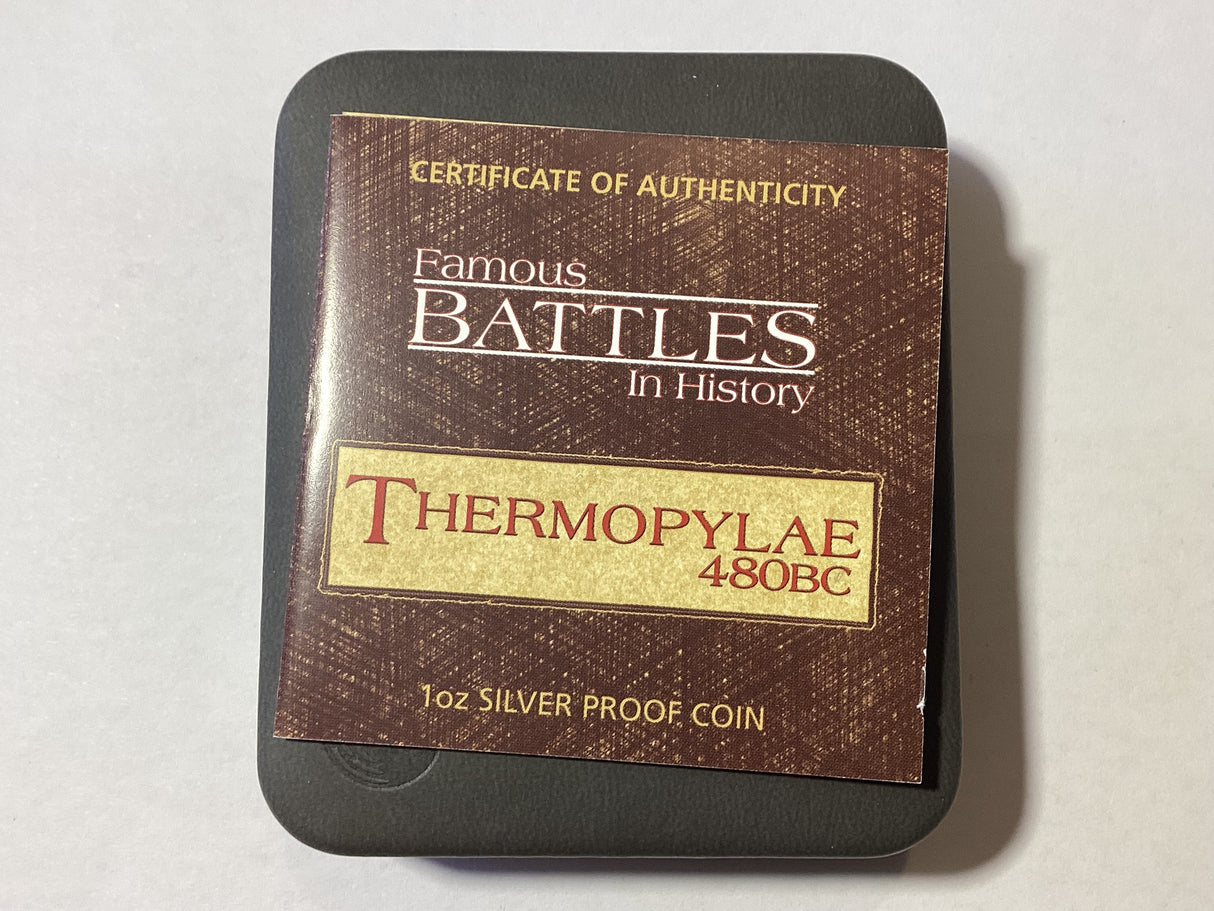 CERTIFICATE OF AUTHENTICITY
Famous
BATTLES
In History
THERMOPYLAE
480BC
1oz SILVER PROOF COIN